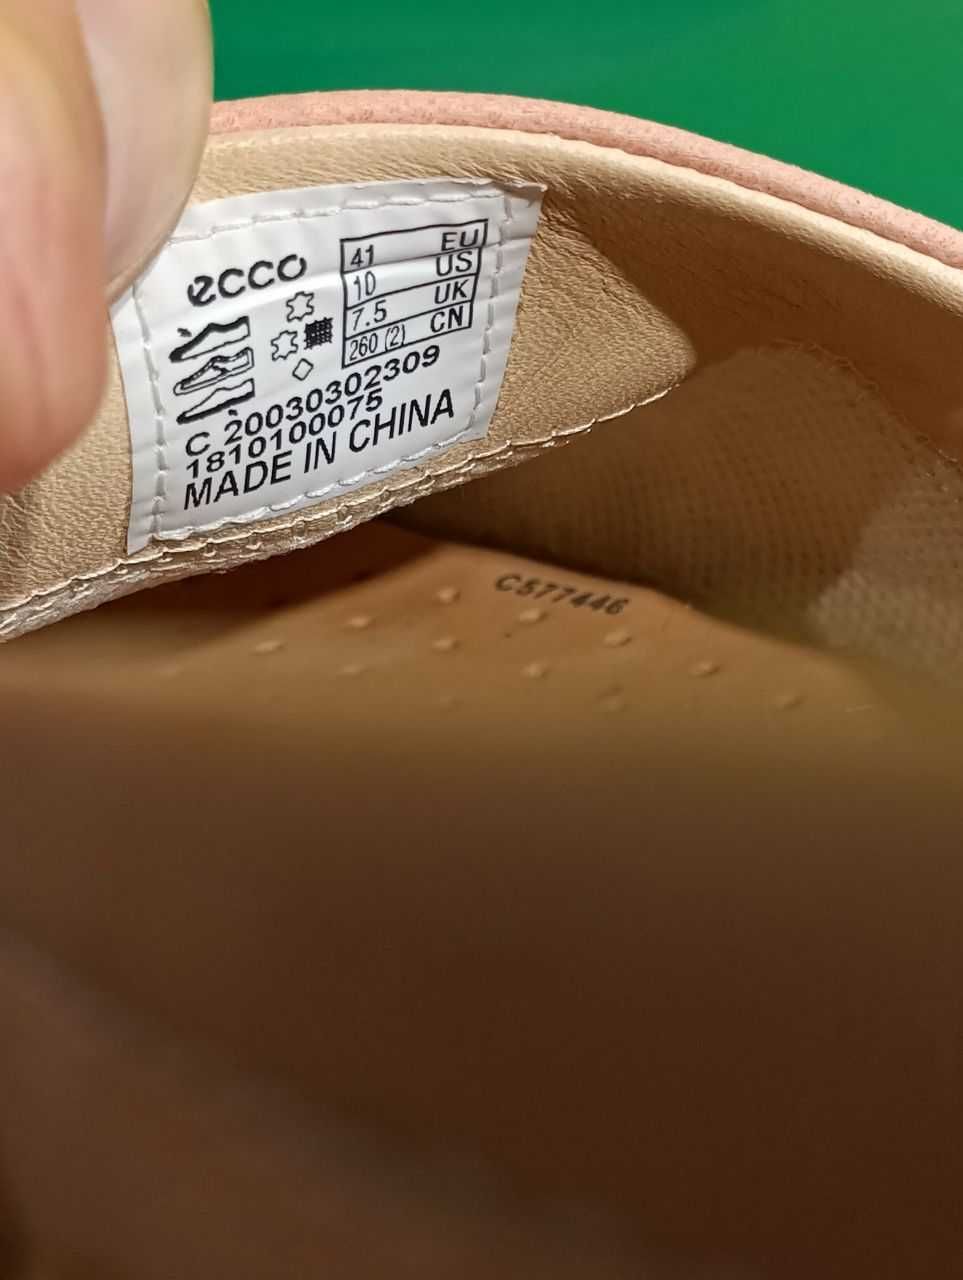 ecco
41 EU
10 US
7.5 UK
260 (2) CN
C 20030302309
1810100075
MADE IN CHINA
C577446